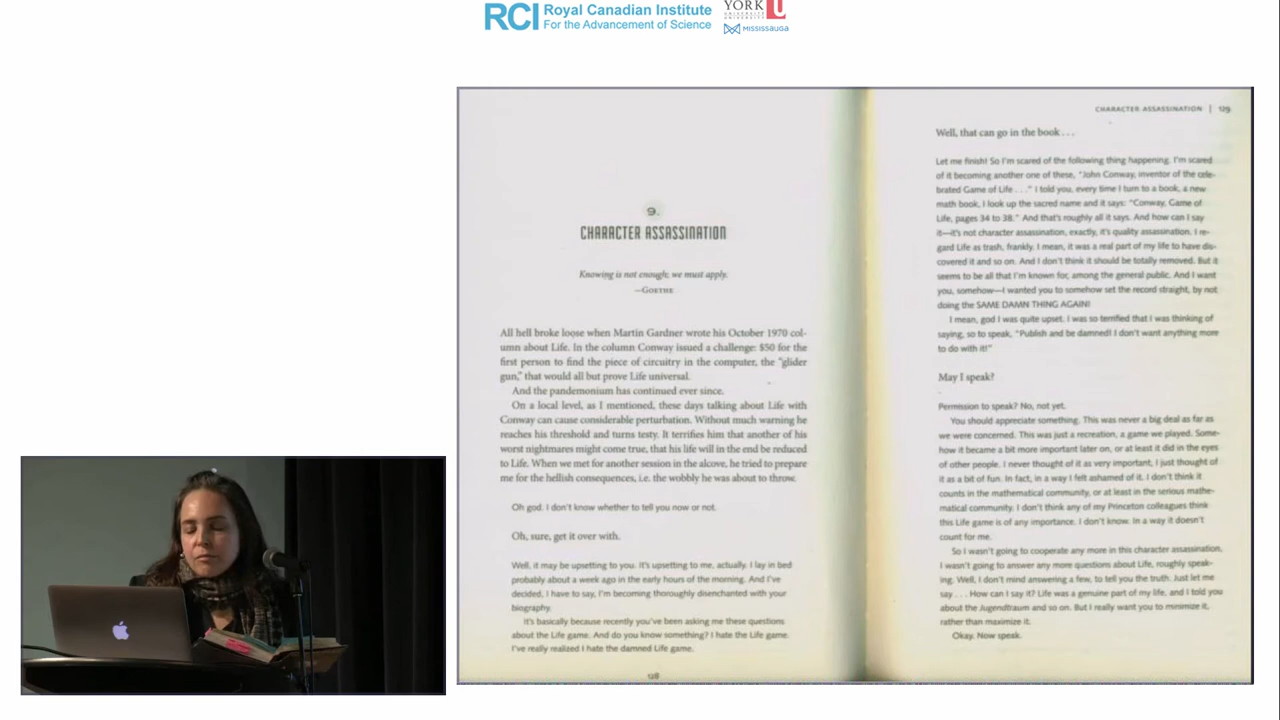 RCI Royal Canadian Institute
For the Advancement of Science
YORK U
UNIVERSITÉ
UNIVERSITY
MISSISSAUGA
9.
CHARACTER ASSASSINATION
Knowing is not enough; we must apply.
—GOETHE
All hell broke loose when Martin Gardner wrote his October 1970 col-
umn about Life. In the column Conway issued a challenge: $50 for the
first person to find the piece of circuitry in the computer, the "glider
gun," that would all but prove Life universal.
And the pandemonium has continued ever since.
On a local level, as I mentioned, these days talking about Life with
Conway can cause considerable perturbation. Without much warning he
reaches his threshold and turns testy. It terrifies him that another of his
worst nightmares might come true, that his life will in the end be reduced
to Life. When we met for another session in the alcove, he tried to prepare
me for the hellish consequences, i.e. the wobbly he was about to throw.
Oh god. I don't know whether to tell you now or not.
Oh, sure, get it over with.
Well, it may be upsetting to you. It's upsetting to me, actually. I lay in bed
probably about a week ago in the early hours of the morning. And I've
decided, I have to say, I'm becoming thoroughly disenchanted with your
biography.
It's basically because recently you've been asking me these questions
about the Life game. And do you know something? I hate the Life game.
I've really realized I hate the damned Life game.
128
CHARACTER ASSASSINATION | 129
Well, that can go in the book . . .
Let me finish! So I'm scared of the following thing happening. I'm scared
of it becoming another one of these, "John Conway, inventor of the cele-
brated Game of Life . . ." I told you, every time I turn to a book, a new
math book, I look up the sacred name and it says: "Conway, Game of
Life, pages 34 to 38." And that's roughly all it says. And how can I say
it—it's not character assassination, exactly, it's quality assassination. I re-
gard Life as trash, frankly. I mean, it was a real part of my life to have dis-
covered it and so on. And I don't think it should be totally removed. But it
seems to be all that I'm known for, among the general public. And I want
you, somehow—I wanted you to somehow set the record straight, by not
doing the SAME DAMN THING AGAIN!
I mean, god I was quite upset. I was so terrified that I was thinking of
saying, so to speak, "Publish and be damned! I don't want anything more
to do with it!"
May I speak?
Permission to speak? No, not yet.
You should appreciate something. This was never a big deal as far as
we were concerned. This was just a recreation, a game we played. Some-
how it became a bit more important later on, or at least it did in the eyes
of other people. I never thought of it as very important, I just thought of
it as a bit of fun. In fact, in a way I felt ashamed of it. I don't think it
counts in the mathematical community, or at least in the serious mathe-
matical community. I don't think any of my Princeton colleagues think
this Life game is of any importance. I don't know. In a way it doesn't
count for me.
So I wasn't going to cooperate any more in this character assassination,
I wasn't going to answer any more questions about Life, roughly speak-
ing. Well, I don't mind answering a few, to tell you the truth. Just let me
say . . . How can I say it? Life was a genuine part of my life, and I told you
about the Jugendtraum and so on. But I really want you to minimize it,
rather than maximize it.
Okay. Now speak.